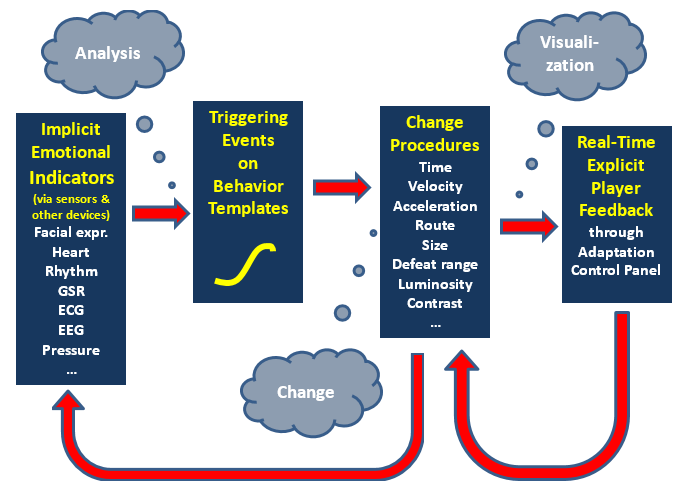 Analysis
Visuali-
zation
Implicit
Emotional
Indicators
(via sensors &
other devices)
Facial expr.
Heart
Rhythm
GSR
ECG
EEG
Pressure
...
Triggering
Events
on
Behavior
Templates
Change
Procedures
Time
Velocity
Acceleration
Route
Size
Defeat range
Luminosity
Contrast
...
Real-Time
Explicit
Player
Feedback
through
Adaptation
Control Panel
Change